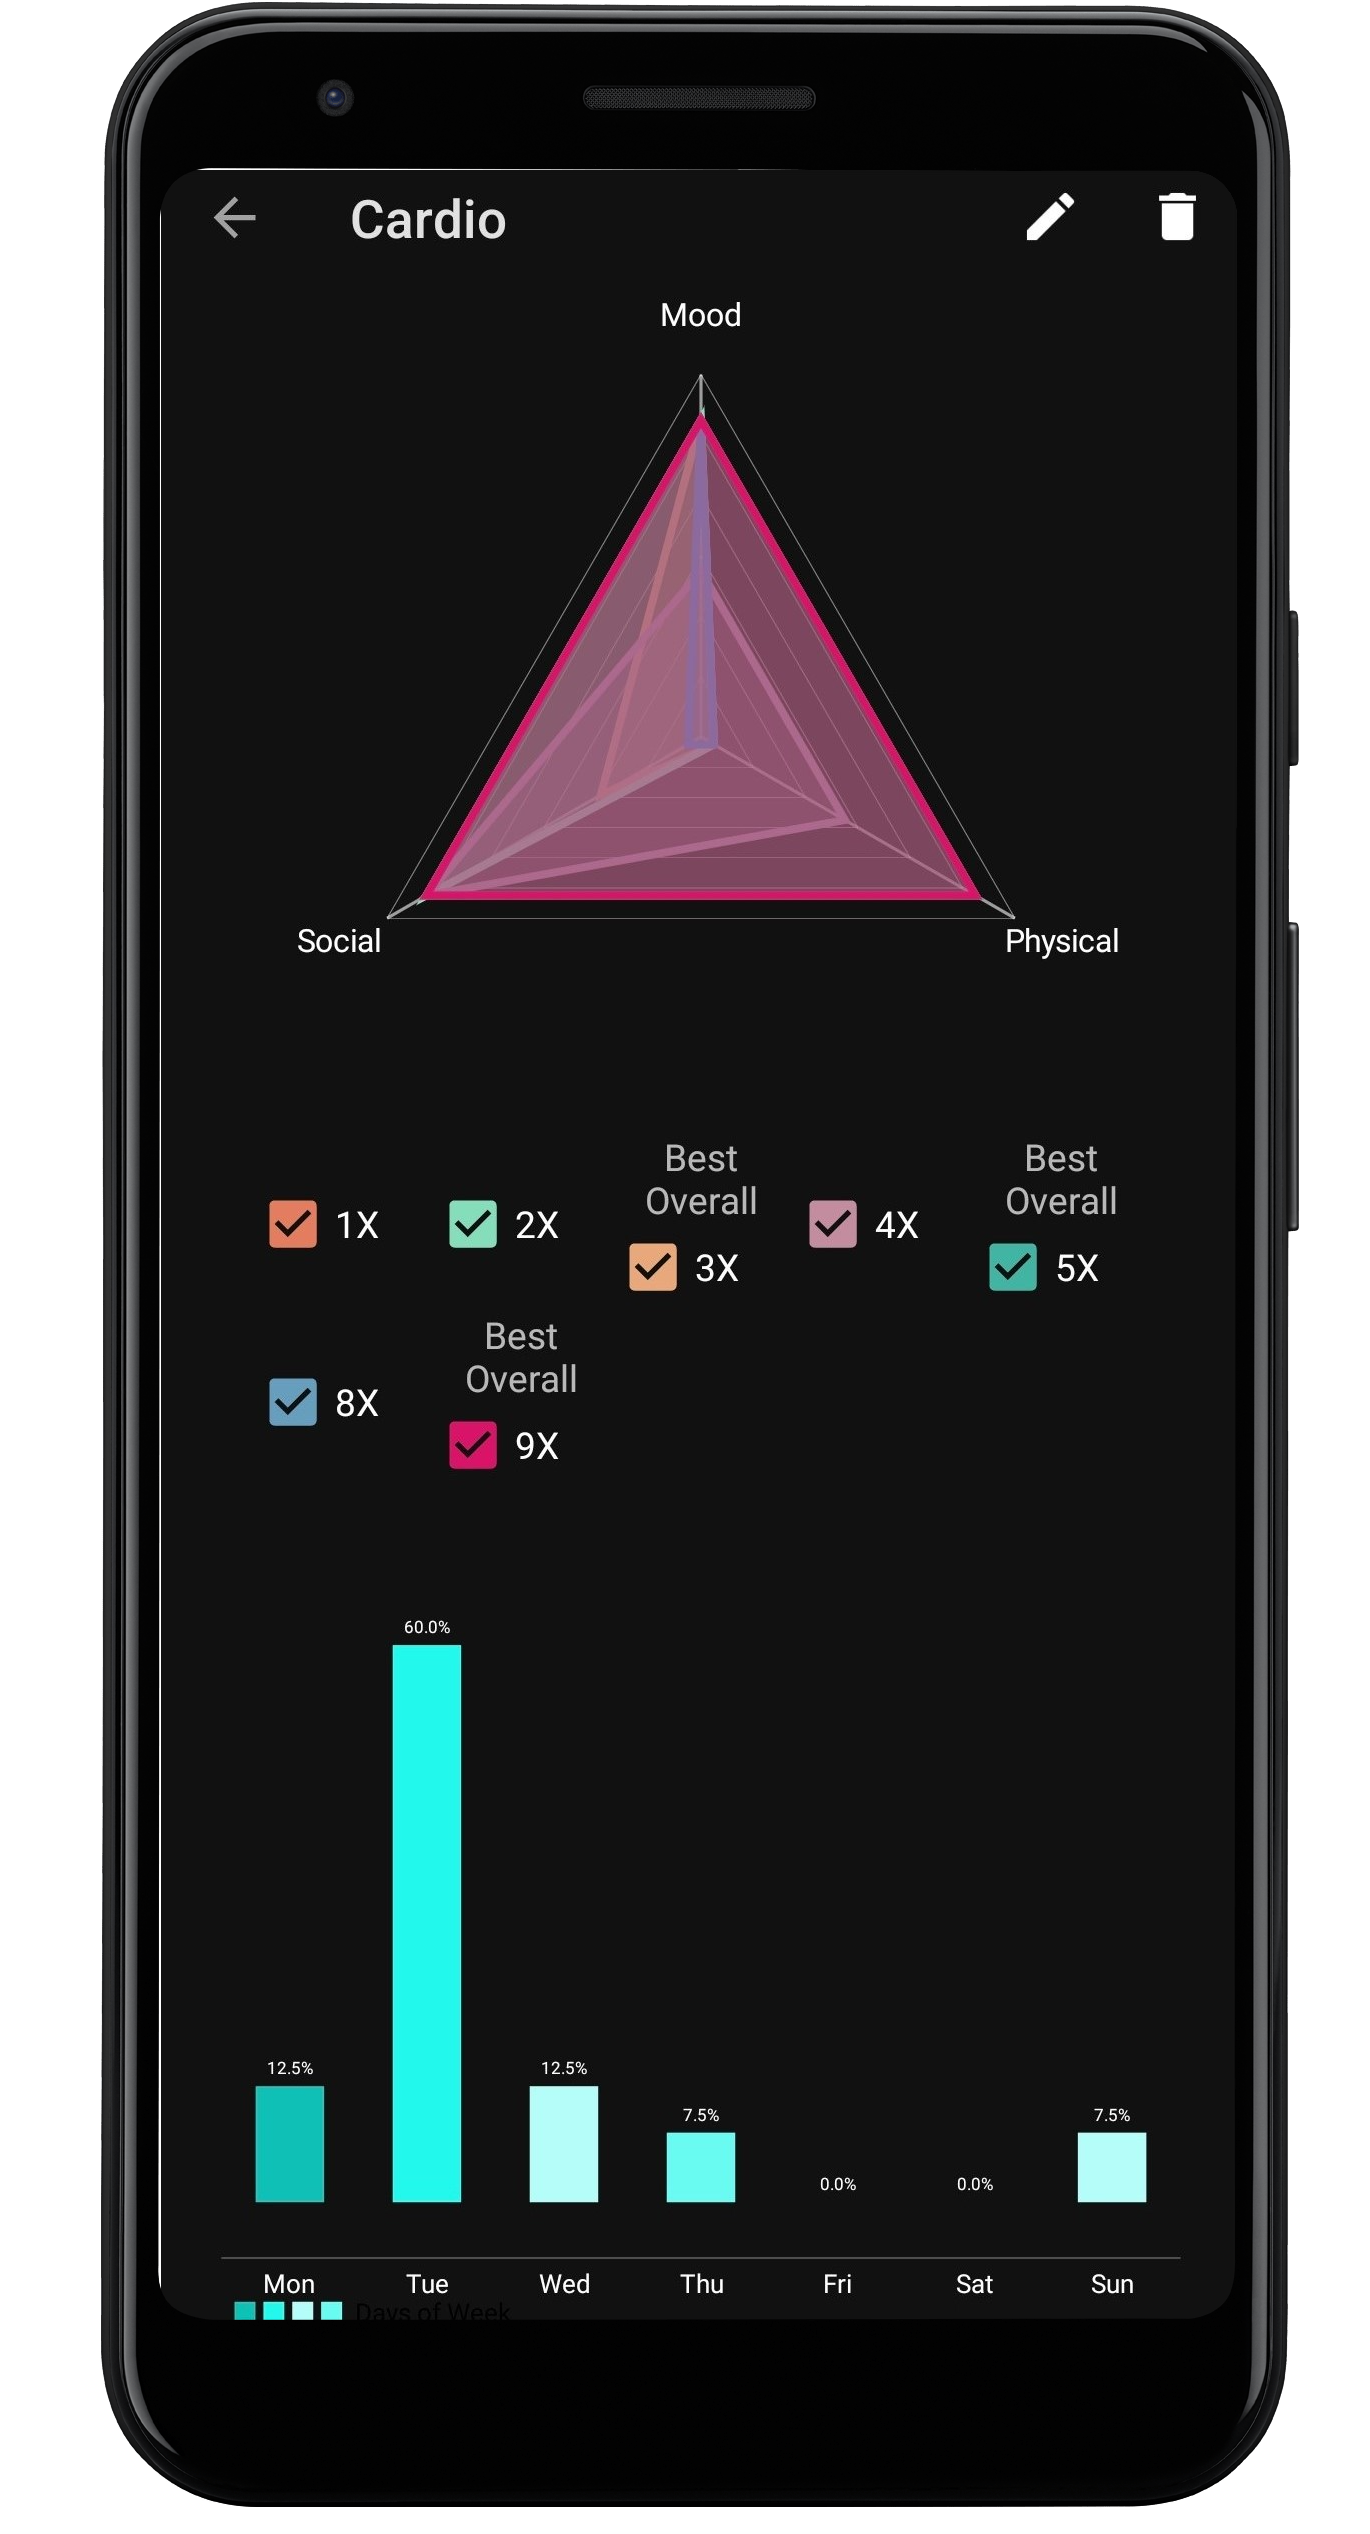 Cardio
Mood
Social
Physical
1X
2X
Best
Overall
3X
4X
Best
Overall
5X
8X
Best
Overall
9X
60.0%
12.5%
12.5%
7.5%
0.0%
0.0%
7.5%
Mon
Tue
Wed
Thu
Fri
Sat
Sun
Days of Week